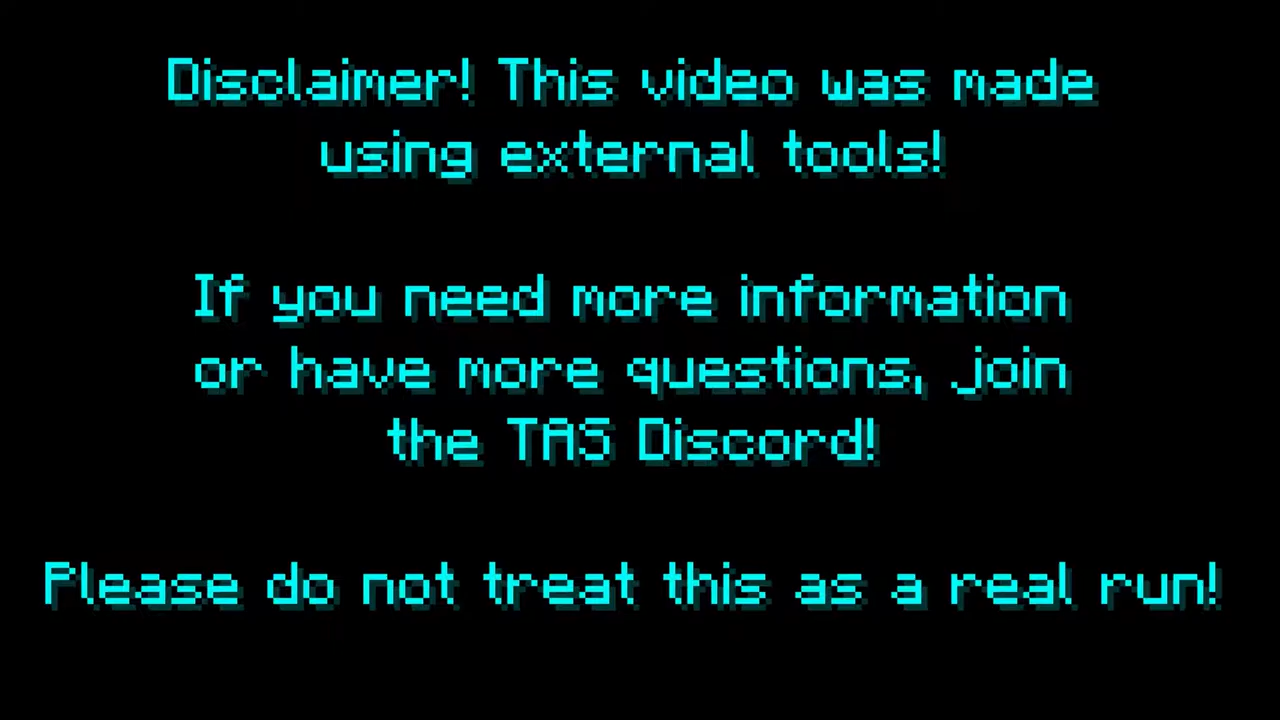 Disclaimer! This video was made
using external tools!
If you need more information
or have more questions, join
the TAS Discord!
Please do not treat this as a real run!